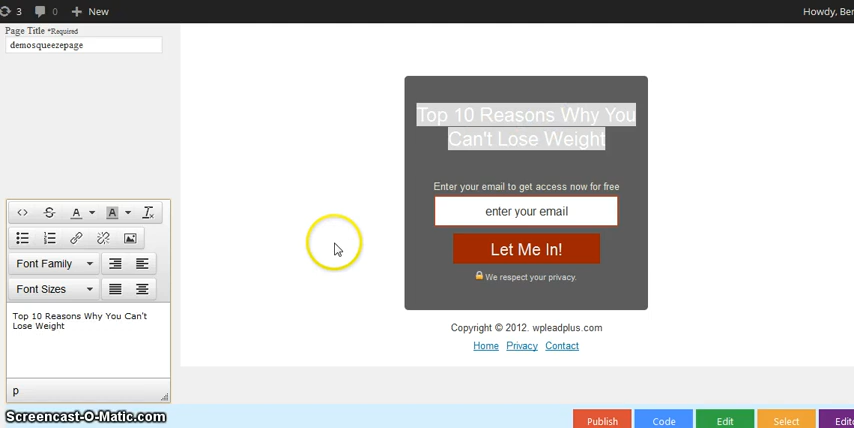 3 0 New Howdy, Ber
Page Title *Required
demosqueezepage
Top 10 Reasons Why You
Can't Lose Weight
Enter your email to get access now for free
enter your email
Let Me In!
We respect your privacy.
Copyright © 2012. wpleadplus.com
Home Privacy Contact
A A
Font Family
Font Sizes
Top 10 Reasons Why You Can't
Lose Weight
p
Screencast-O-Matic.com
Publish Code Edit Select Edito